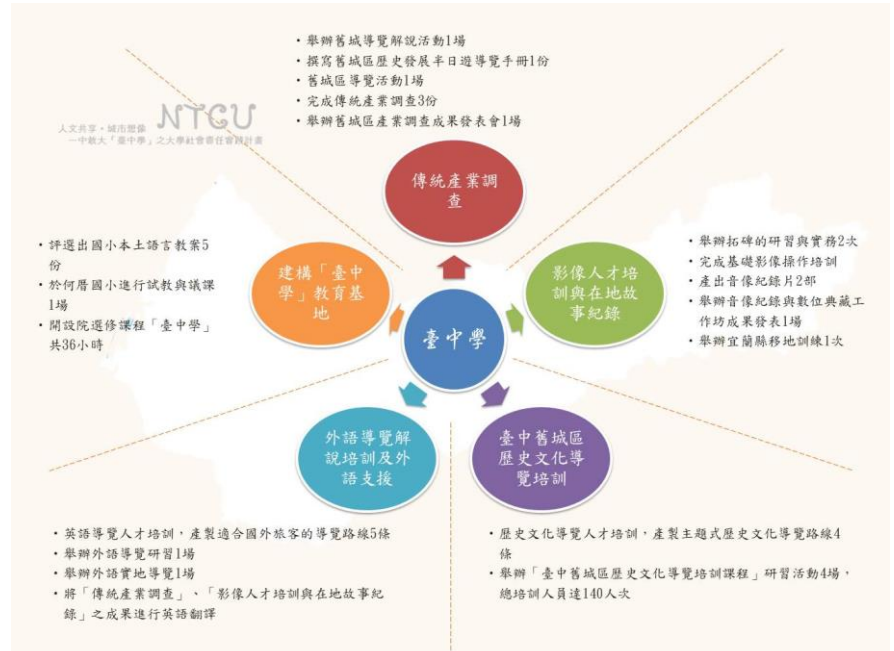 • 舉辦舊城導覽解說活動1場
• 撰寫舊城區歷史發展半日遊導覽手冊1份
• 舊城區導覽活動1場
• 完成傳統產業調查3份
• 舉辦舊城區產業調查成果發表會1場
NTCU
人文共享・城市想像
—中教大「臺中學」之大學社會責任實踐計畫
傳統產業調
查
• 評選出國小本土語言教案5
份
• 於何厝國小進行試教與議課
1場
• 開設院選修課程「臺中學」
共36小時
建構「臺中
學」教育基
地
影像人才培
訓與在地故
事紀錄
• 舉辦拓碑的研習與實務2次
• 完成基礎影像操作培訓
• 產出音像紀錄片2部
• 舉辦音像紀錄與數位典藏工
作坊成果發表1場
• 舉辦宜蘭縣移地訓練1次
臺中學
外語導覽解
說培訓及外
語支援
臺中舊城區
歷史文化導
覽培訓
• 英語導覽人才培訓，產製適合國外旅客的導覽路線5條
• 舉辦外語導覽研習1場
• 舉辦外語實地導覽1場
• 將「傳統產業調查」、「影像人才培訓與在地故事紀
錄」之成果進行英語翻譯
• 歷史文化導覽人才培訓，產製主題式歷史文化導覽路線4
條
• 舉辦「臺中舊城區歷史文化導覽培訓課程」研習活動4場，
總培訓人員達140人次